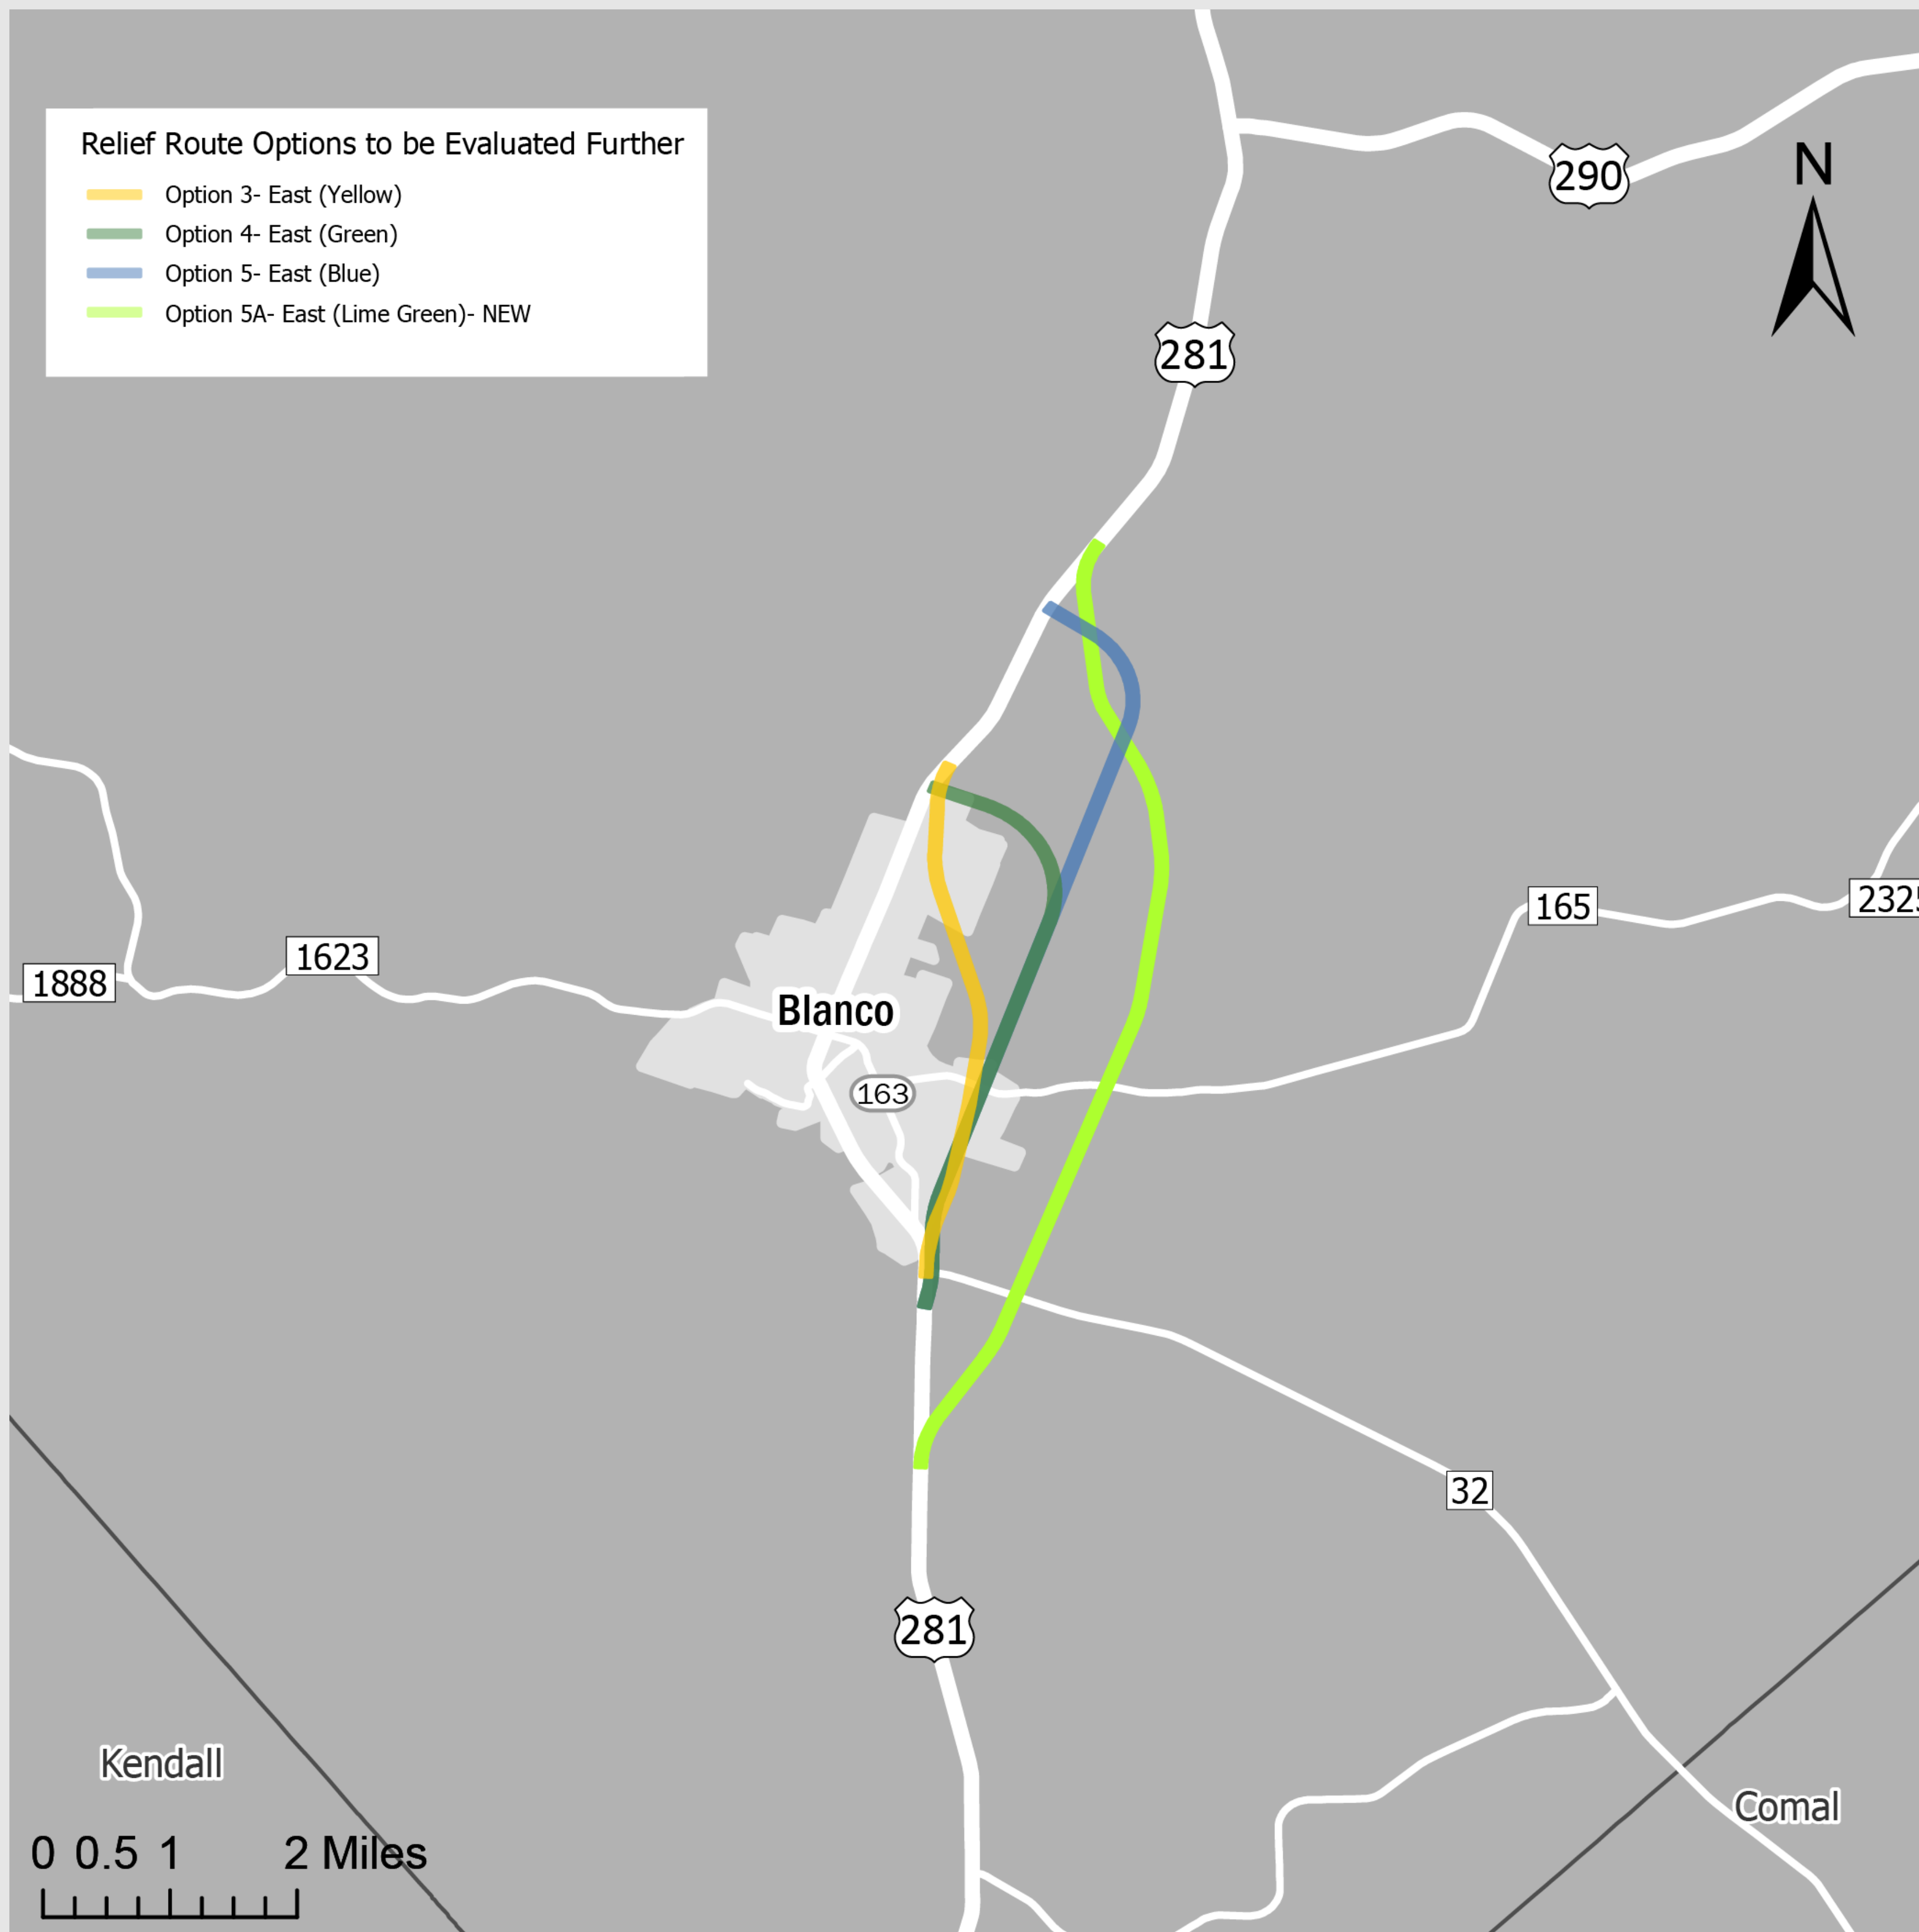 Relief Route Options to be Evaluated Further
Option 3- East (Yellow)
Option 4- East (Green)
Option 5- East (Blue)
Option 5A- East (Lime Green)- NEW
290
N
281
165
2325
1623
1888
Blanco
163
32
281
Kendall
Comal
0 0.5 1 2 Miles